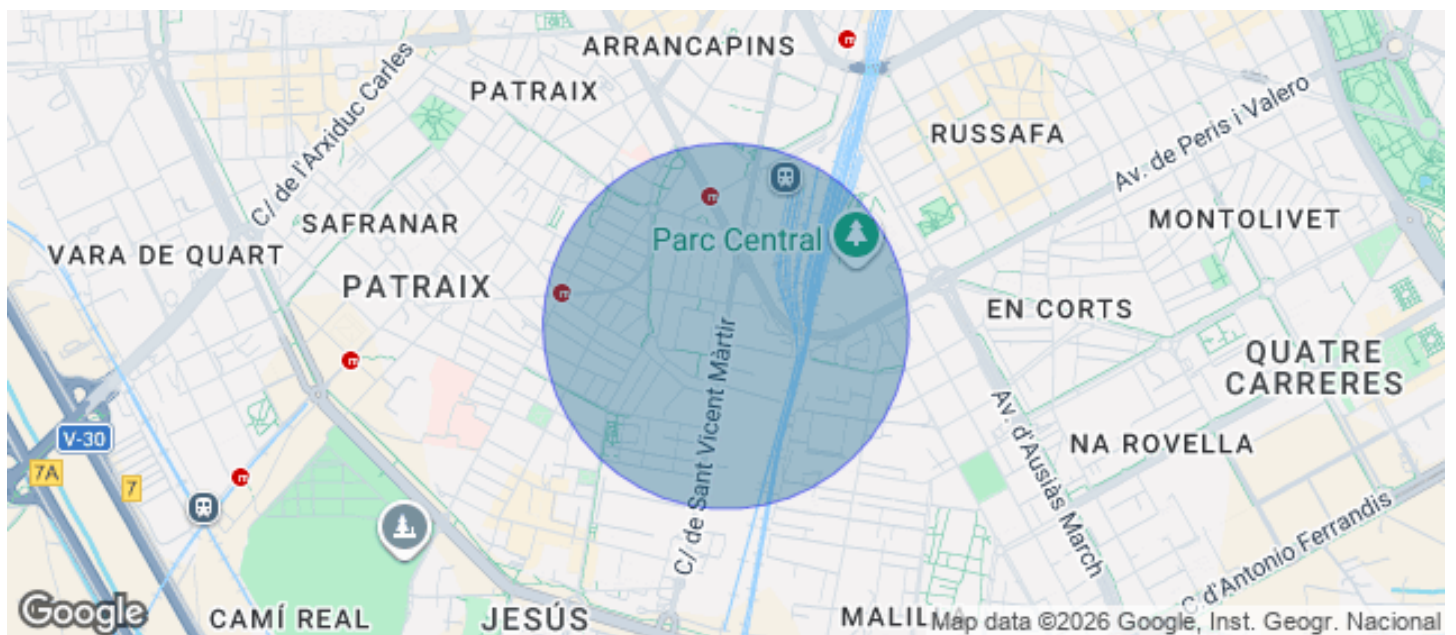 ARRANCAPINS
PATRAIX
C/ de l'Arxiduc Carles
RUSSAFA
Av. de Peris i Valero
SAFRANAR
MONTOLIVET
VARA DE QUART
Parc Central
PATRAIX
EN CORTS
C/ de Sant Vicent Màrtir
QUATRE
CARRERES
Av. d'Ausiàs March
V-30
NA ROVELLA
7A
7
C d'Antonio Ferrandis
Google
CAMÍ REAL
JESÚS
MALILLA
Map data ©2026 Google, Inst. Geogr. Nacional